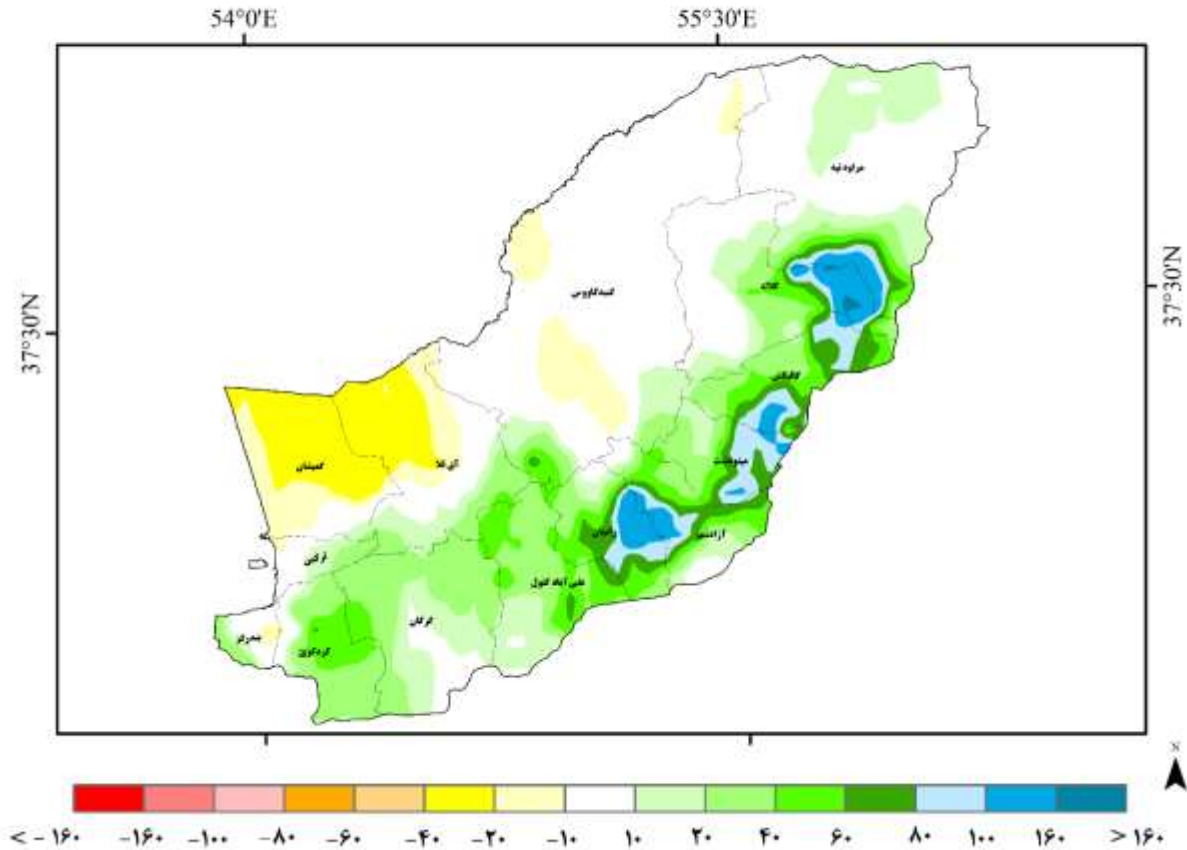 54°0'E 55°30'E
37°30'N
37°30'N
مراوه تپه
کلاله
گنبدکاووس
گالیکش
مینودشت
آق قلا
گمیشان
رامیان
آزادشهر
ترکمن
علی آباد کتول
گرگان
بندرگز
کردکوی
N
< -۱۶۰ -۱۶۰ -۱۰۰ -۸۰ -۶۰ -۴۰ -۲۰ -۱۰ ۱۰ ۲۰ ۴۰ ۶۰ ۸۰ ۱۰۰ ۱۶۰ > ۱۶۰